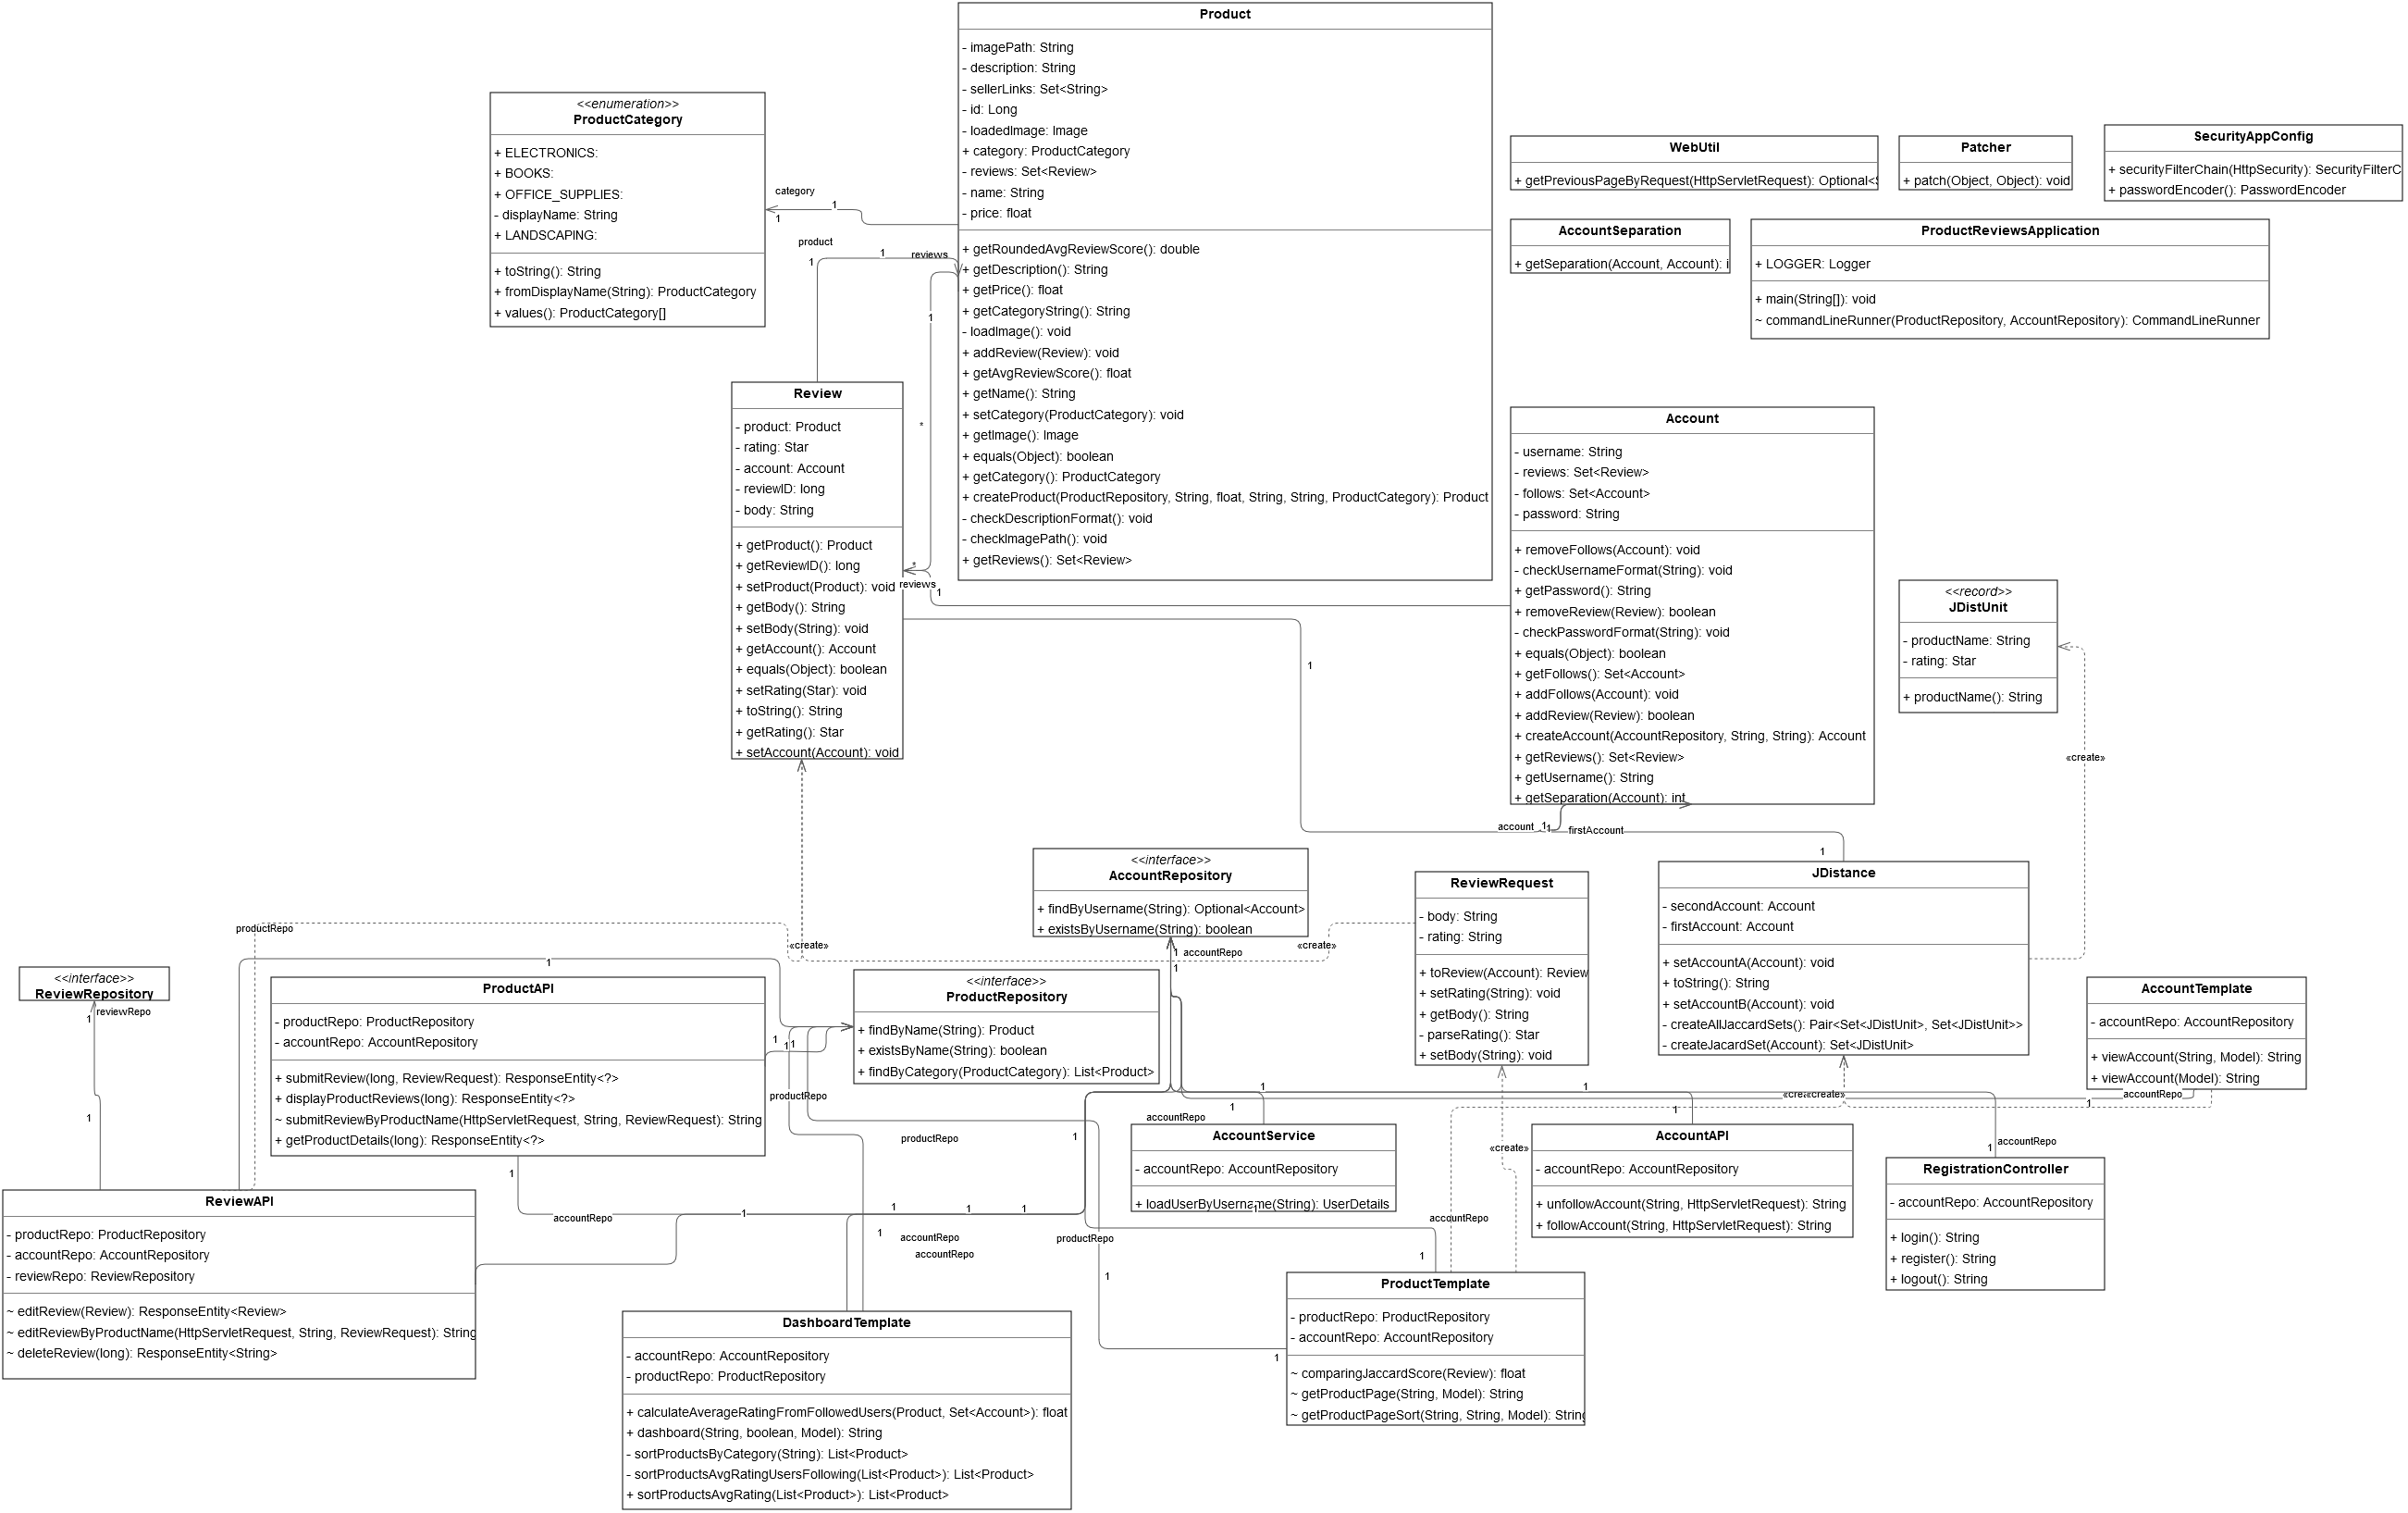 Product
- imagePath: String
- description: String
- sellerLinks: Set<String>
- id: Long
- loadedImage: Image
+ category: ProductCategory
- reviews: Set<Review>
- name: String
- price: float
+ getRoundedAvgReviewScore(): double
+ getDescription(): String
+ getPrice(): float
+ getCategoryString(): String
- loadImage(): void
+ addReview(Review): void
+ getAvgReviewScore(): float
+ getName(): String
+ setCategory(ProductCategory): void
+ getImage(): Image
+ equals(Object): boolean
+ getCategory(): ProductCategory
+ createProduct(ProductRepository, String, float, String, String, ProductCategory): Product
- checkDescriptionFormat(): void
- checkImagePath(): void
+ getReviews(): Set<Review>
<<enumeration>>
ProductCategory
+ ELECTRONICS:
+ BOOKS:
+ OFFICE_SUPPLIES:
- displayName: String
+ LANDSCAPING:
+ toString(): String
+ fromDisplayName(String): ProductCategory
+ values(): ProductCategory[]
category
1
1
product
1
1
reviews
1
*
WebUtil
+ getPreviousPageByRequest(HttpServletRequest): Optional<S
Patcher
+ patch(Object, Object): void
SecurityAppConfig
+ securityFilterChain(HttpSecurity): SecurityFilterC
+ passwordEncoder(): PasswordEncoder
AccountSeparation
+ getSeparation(Account, Account): i
ProductReviewsApplication
+ LOGGER: Logger
+ main(String[]): void
~ commandLineRunner(ProductRepository, AccountRepository): CommandLineRunner
Review
- product: Product
- rating: Star
- account: Account
- reviewID: long
- body: String
+ getProduct(): Product
+ getReviewID(): long
+ setProduct(Product): void
+ getBody(): String
+ setBody(String): void
+ getAccount(): Account
+ equals(Object): boolean
+ setRating(Star): void
+ toString(): String
+ getRating(): Star
+ setAccount(Account): void
*
reviews
1
1
Account
- username: String
- reviews: Set<Review>
- follows: Set<Account>
- password: String
+ removeFollows(Account): void
- checkUsernameFormat(String): void
+ getPassword(): String
+ removeReview(Review): boolean
- checkPasswordFormat(String): void
+ equals(Object): boolean
+ getFollows(): Set<Account>
+ addFollows(Account): void
+ addReview(Review): boolean
+ createAccount(AccountRepository, String, String): Account
+ getReviews(): Set<Review>
+ getUsername(): String
+ getSeparation(Account): int
account
1
1
firstAccount
1
<<record>>
JDistUnit
- productName: String
- rating: Star
+ productName(): String
«create»
<<interface>>
AccountRepository
+ findByUsername(String): Optional<Account>
+ existsByUsername(String): boolean
1
accountRepo
1
ReviewRequest
- body: String
- rating: String
+ toReview(Account): Review
+ setRating(String): void
+ getBody(): String
- parseRating(): Star
+ setBody(String): void
«create»
«create»
JDistance
- secondAccount: Account
- firstAccount: Account
+ setAccountA(Account): void
+ toString(): String
+ setAccountB(Account): void
- createAllJaccardSets(): Pair<Set<JDistUnit>, Set<JDistUnit>>
- createJacardSet(Account): Set<JDistUnit>
AccountTemplate
- accountRepo: AccountRepository
+ viewAccount(String, Model): String
+ viewAccount(Model): String
<<interface>>
ReviewRepository
1
reviewRepo
1
productRepo
1
ProductAPI
- productRepo: ProductRepository
- accountRepo: AccountRepository
+ submitReview(long, ReviewRequest): ResponseEntity<?>
+ displayProductReviews(long): ResponseEntity<?>
~ submitReviewByProductName(HttpServletRequest, String, ReviewRequest): String
+ getProductDetails(long): ResponseEntity<?>
<<interface>>
ProductRepository
+ findByName(String): Product
+ existsByName(String): boolean
+ findByCategory(ProductCategory): List<Product>
1
1
1
productRepo
productRepo
1
1
1
1
«create»
1
1
accountRepo
accountRepo
AccountService
- accountRepo: AccountRepository
+ loadUserByUsername(String): UserDetails
AccountAPI
- accountRepo: AccountRepository
+ unfollowAccount(String, HttpServletRequest): String
+ followAccount(String, HttpServletRequest): String
«create»
accountRepo
1
RegistrationController
- accountRepo: AccountRepository
+ login(): String
+ register(): String
+ logout(): String
ReviewAPI
- productRepo: ProductRepository
- accountRepo: AccountRepository
- reviewRepo: ReviewRepository
~ editReview(Review): ResponseEntity<Review>
~ editReviewByProductName(HttpServletRequest, String, ReviewRequest): String
~ deleteReview(long): ResponseEntity<String>
1
accountRepo
1
1
1
1
1
accountRepo
accountRepo
productRepo
1
accountRepo
1
1
DashboardTemplate
- accountRepo: AccountRepository
- productRepo: ProductRepository
+ calculateAverageRatingFromFollowedUsers(Product, Set<Account>): float
+ dashboard(String, boolean, Model): String
- sortProductsByCategory(String): List<Product>
- sortProductsAvgRatingUsersFollowing(List<Product>): List<Product>
+ sortProductsAvgRating(List<Product>): List<Product>
ProductTemplate
- productRepo: ProductRepository
- accountRepo: AccountRepository
~ comparingJaccardScore(Review): float
~ getProductPage(String, Model): String
~ getProductPageSort(String, String, Model): String